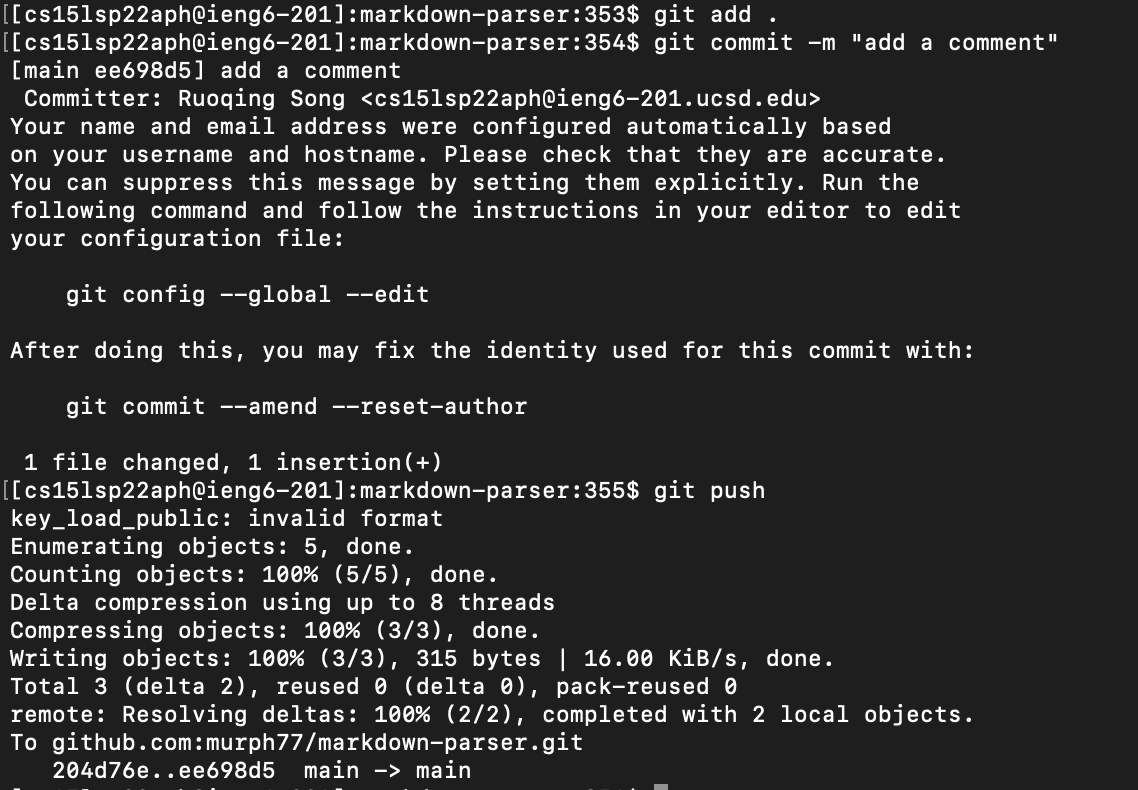 [[cs15lsp22aph@ieng6-201]:markdown-parser:353$ git add .
[[cs15lsp22aph@ieng6-201]:markdown-parser:354$ git commit -m "add a comment"
[main ee698d5] add a comment
 Committer: Ruoqing Song <cs15lsp22aph@ieng6-201.ucsd.edu>
Your name and email address were configured automatically based
on your username and hostname. Please check that they are accurate.
You can suppress this message by setting them explicitly. Run the
following command and follow the instructions in your editor to edit
your configuration file:

    git config --global --edit

After doing this, you may fix the identity used for this commit with:

    git commit --amend --reset-author

 1 file changed, 1 insertion(+)
[[cs15lsp22aph@ieng6-201]:markdown-parser:355$ git push
key_load_public: invalid format
Enumerating objects: 5, done.
Counting objects: 100% (5/5), done.
Delta compression using up to 8 threads
Compressing objects: 100% (3/3), done.
Writing objects: 100% (3/3), 315 bytes | 16.00 KiB/s, done.
Total 3 (delta 2), reused 0 (delta 0), pack-reused 0
remote: Resolving deltas: 100% (2/2), completed with 2 local objects.
To github.com:murph77/markdown-parser.git
   204d76e..ee698d5  main -> main